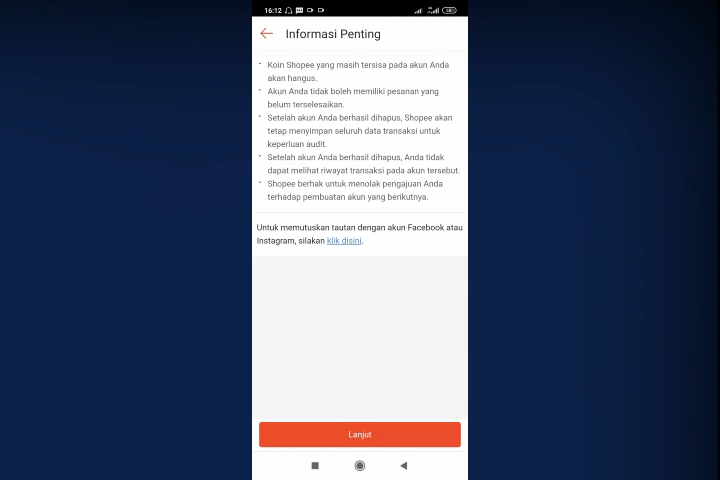 16:12
Informasi Penting
• Koin Shopee yang masih tersisa pada akun Anda
akan hangus.
• Akun Anda tidak boleh memiliki pesanan yang
belum terselesaikan.
• Setelah akun Anda berhasil dihapus, Shopee akan
tetap menyimpan seluruh data transaksi untuk
keperluan audit.
• Setelah akun Anda berhasil dihapus, Anda tidak
dapat melihat riwayat transaksi pada akun tersebut.
• Shopee berhak untuk menolak pengajuan Anda
terhadap pembuatan akun yang berikutnya.
Untuk memutuskan tautan dengan akun Facebook atau
Instagram, silakan klik disini.
Lanjut